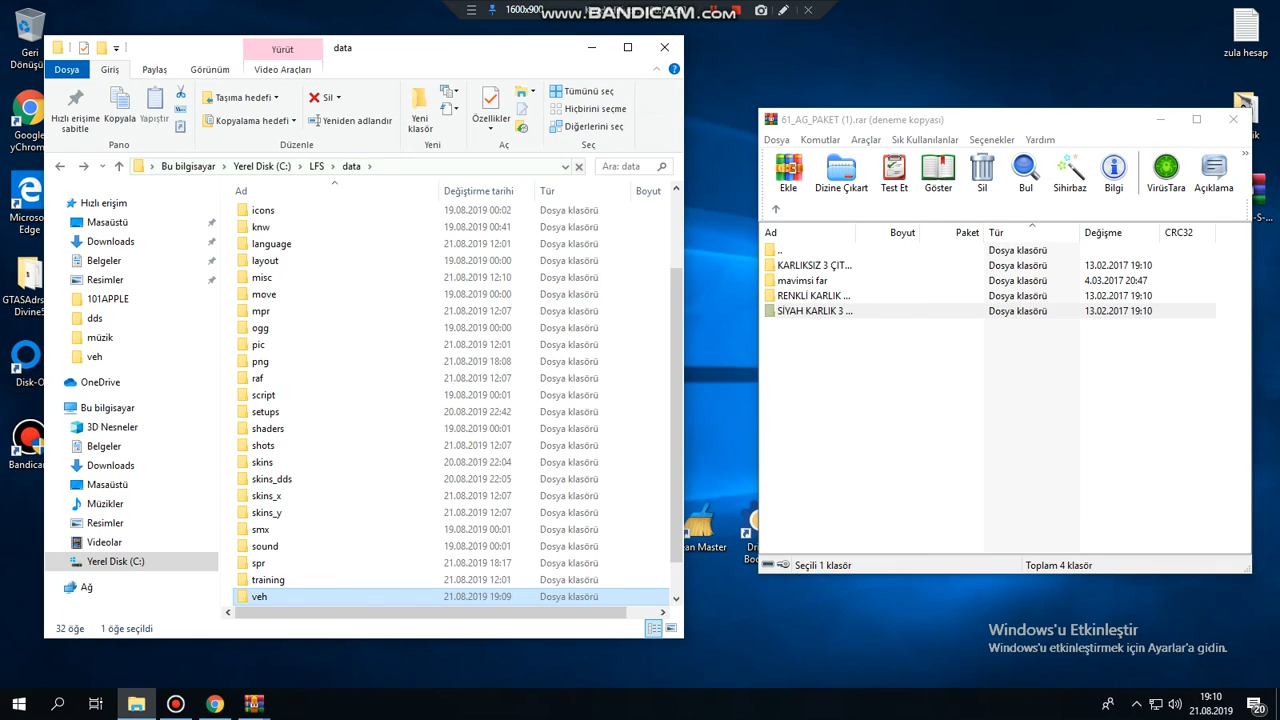 1600x900
www.BANDICAM.com
Geri
Dönüşü
Google
yChrome
Microso
Edge
GTASAdrs
Divine5
Disk-O
Bandicar
zula hesap
ik
-S-...
an Master
Dri
Boo
Yürüt
data
Dosya
Giriş
Paylaş
Görünüm
Video Araçları
Hızlı erişime
sabitle
Kopyala
Yapıştır
Pano
Taşıma hedefi
Kopyalama hedefi
Sil
Yeniden adlandır
Düzenle
Yeni
klasör
Yeni
Özellikler
Aç
Tümünü seç
Hiçbirini seçme
Diğerlerini seç
Seç
Bu bilgisayar
Yerel Disk (C:)
LFS
data
Ara: data
Ad
Değiştirme tarihi
Tür
Boyut
Hızlı erişim
Masaüstü
Downloads
Belgeler
Resimler
101APPLE
dds
müzik
veh
OneDrive
Bu bilgisayar
3D Nesneler
Belgeler
Downloads
Masaüstü
Müzikler
Resimler
Videolar
Yerel Disk (C:)
Ağ
icons 19.08.2019 00:02 Dosya klasörü
knw 19.08.2019 00:41 Dosya klasörü
language 21.08.2019 12:01 Dosya klasörü
layout 19.08.2019 00:00 Dosya klasörü
misc 21.08.2019 12:10 Dosya klasörü
move 19.08.2019 00:00 Dosya klasörü
mpr 21.08.2019 12:07 Dosya klasörü
ogg 19.08.2019 00:00 Dosya klasörü
pic 21.08.2019 12:01 Dosya klasörü
png 21.08.2019 18:08 Dosya klasörü
raf 21.08.2019 12:07 Dosya klasörü
script 19.08.2019 00:01 Dosya klasörü
setups 20.08.2019 22:42 Dosya klasörü
shaders 19.08.2019 00:01 Dosya klasörü
shots 21.08.2019 12:07 Dosya klasörü
skins 20.08.2019 22:04 Dosya klasörü
skins_dds 20.08.2019 22:05 Dosya klasörü
skins_x 21.08.2019 12:07 Dosya klasörü
skins_y 21.08.2019 12:07 Dosya klasörü
smx 19.08.2019 00:01 Dosya klasörü
sound 19.08.2019 00:01 Dosya klasörü
spr 21.08.2019 18:17 Dosya klasörü
training 21.08.2019 12:01 Dosya klasörü
veh 21.08.2019 19:09 Dosya klasörü
32 öğe 1 öğe seçildi
61_AG_PAKET (1).rar (deneme kopyası)
Dosya Komutlar Araçlar Sık Kullanılanlar Seçenekler Yardım
Ekle Dizine Çıkart Test Et Göster Sil Bul Sihirbaz Bilgi VirüsTara Açıklama
Ad Boyut Paket Tür Değişme CRC32
.. Dosya klasörü
KARLIKSIZ 3 ÇIT... Dosya klasörü 13.02.2017 19:10
mavimsi far Dosya klasörü 4.03.2017 20:47
RENKLİ KARLIK ... Dosya klasörü 13.02.2017 19:10
SİYAH KARLIK 3 ... Dosya klasörü 13.02.2017 19:10
Seçili 1 klasör
Toplam 4 klasör
Windows'u Etkinleştir
Windows'u etkinleştirmek için Ayarlar'a gidin.
19:10
21.08.2019
20